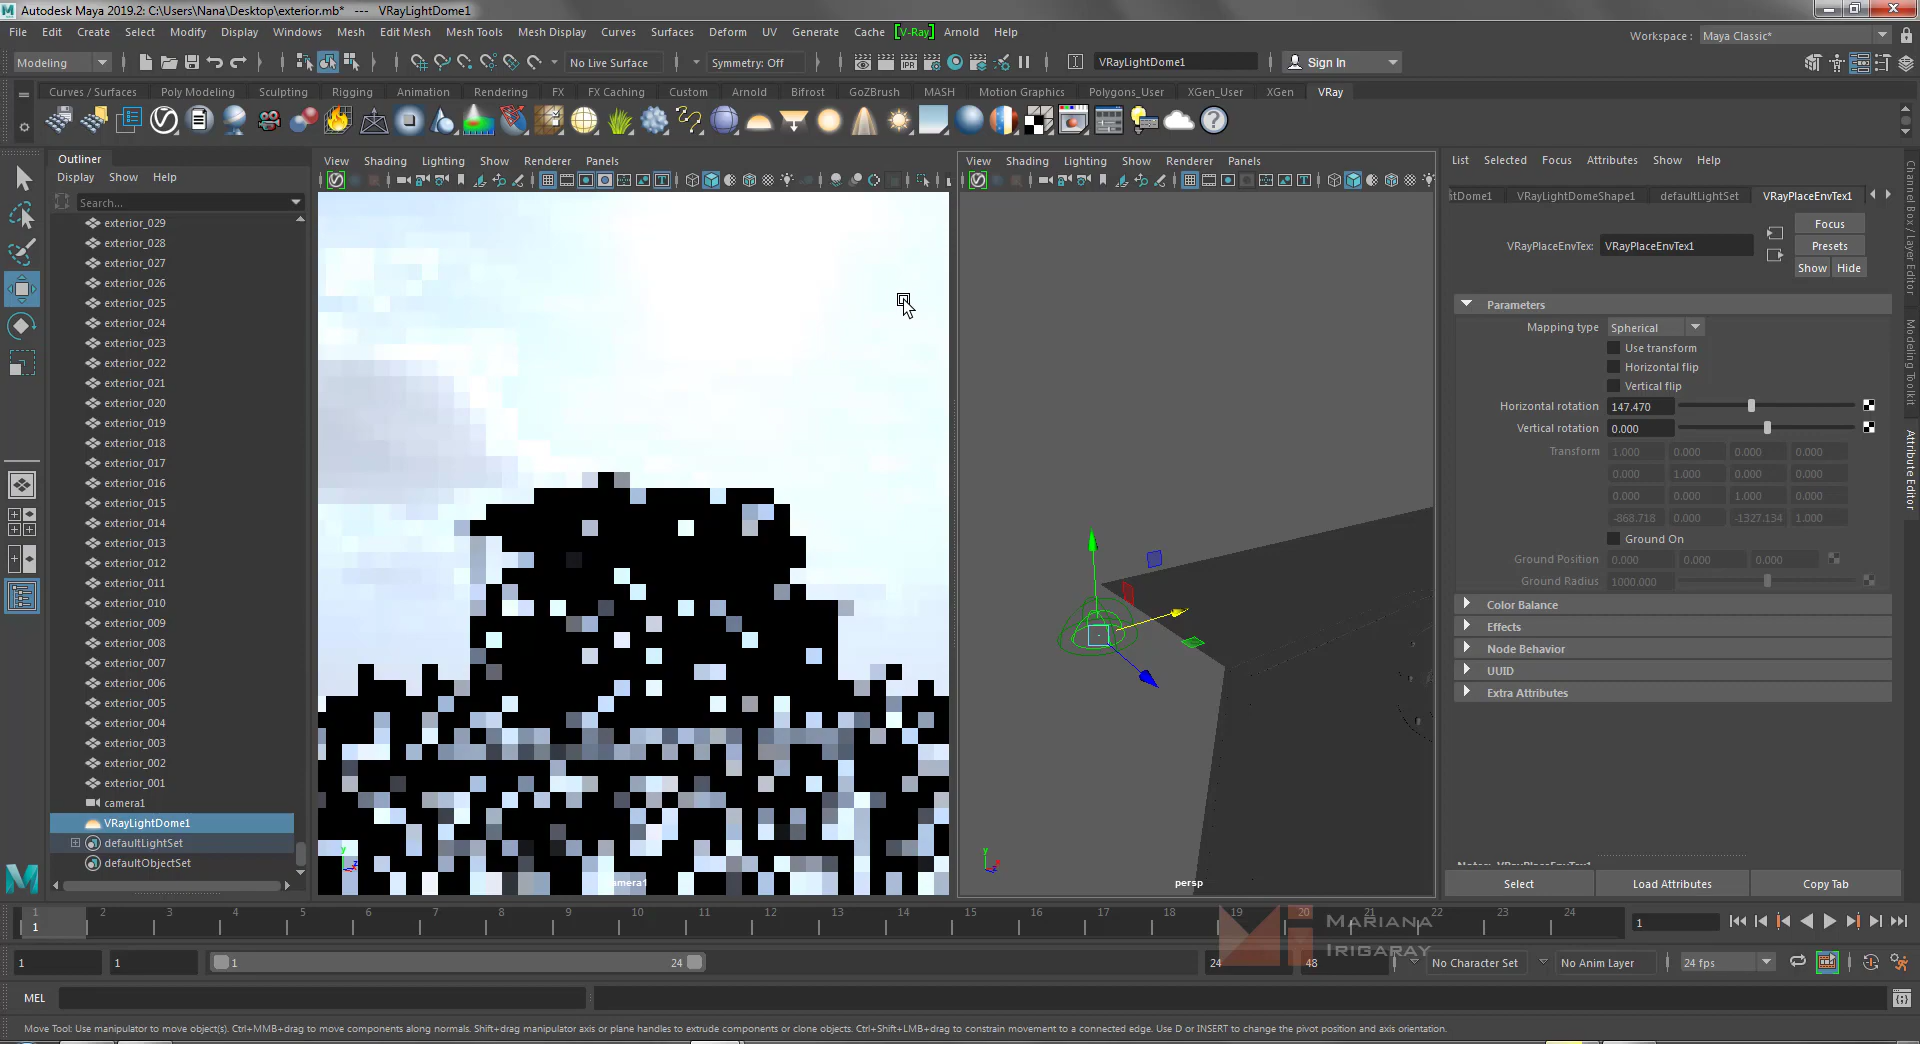 Autodesk Maya 2019.2: C:\Users\Nana\Desktop\exterior.mb*   ---   VRayLightDome1
File Edit Create Select Modify Display Windows Mesh Edit Mesh Mesh Tools Mesh Display Curves Surfaces Deform UV Generate Cache [V-Ray] Arnold Help
Workspace : Maya Classic*
Modeling No Live Surface Symmetry: Off IPR VRayLightDome1 Sign In
Curves / Surfaces Poly Modeling Sculpting Rigging Animation Rendering FX FX Caching Custom Arnold Bifrost GoZBrush MASH Motion Graphics Polygons_User XGen_User XGen VRay
Outliner
Display Show Help
Search...
exterior_029
exterior_028
exterior_027
exterior_026
exterior_025
exterior_024
exterior_023
exterior_022
exterior_021
exterior_020
exterior_019
exterior_018
exterior_017
exterior_016
exterior_015
exterior_014
exterior_013
exterior_012
exterior_011
exterior_010
exterior_009
exterior_008
exterior_007
exterior_006
exterior_005
exterior_004
exterior_003
exterior_002
exterior_001
camera1
VRayLightDome1
defaultLightSet
defaultObjectSet
View Shading Lighting Show Renderer Panels
amera1
y
View Shading Lighting Show Renderer Panels
persp
y
List Selected Focus Attributes Show Help
tDome1 VRayLightDomeShape1 defaultLightSet VRayPlaceEnvTex1
Focus
VRayPlaceEnvTex: VRayPlaceEnvTex1 Presets
Show Hide
Parameters
Mapping type Spherical
Use transform
Horizontal flip
Vertical flip
Horizontal rotation 147.470
Vertical rotation 0.000
Transform 1.000 0.000 0.000 0.000
0.000 1.000 0.000 0.000
0.000 0.000 1.000 0.000
-868.718 0.000 -1327.134 1.000
Ground On
Ground Position 0.000 0.000 0.000
Ground Radius 1000.000
Color Balance
Effects
Node Behavior
UUID
Extra Attributes
Notes: VRayPlaceEnvTex1
Select Load Attributes Copy Tab
Channel Box / Layer Editor
Modeling Toolkit
Attribute Editor
1 2 3 4 5 6 7 8 9 10 11 12 13 14 15 16 17 18 19 20 21 22 23 24
1 1
MARIANA
IRIGARAY
1 1 1 24 24 48 No Character Set No Anim Layer 24 fps
MEL
Move Tool: Use manipulator to move object(s). Ctrl+MMB+drag to move components along normals. Shift+drag manipulator axis or plane handles to extrude components or clone objects. Ctrl+Shift+LMB+drag to constrain movement to a connected edge. Use D or INSERT to change the pivot position and axis orientation.